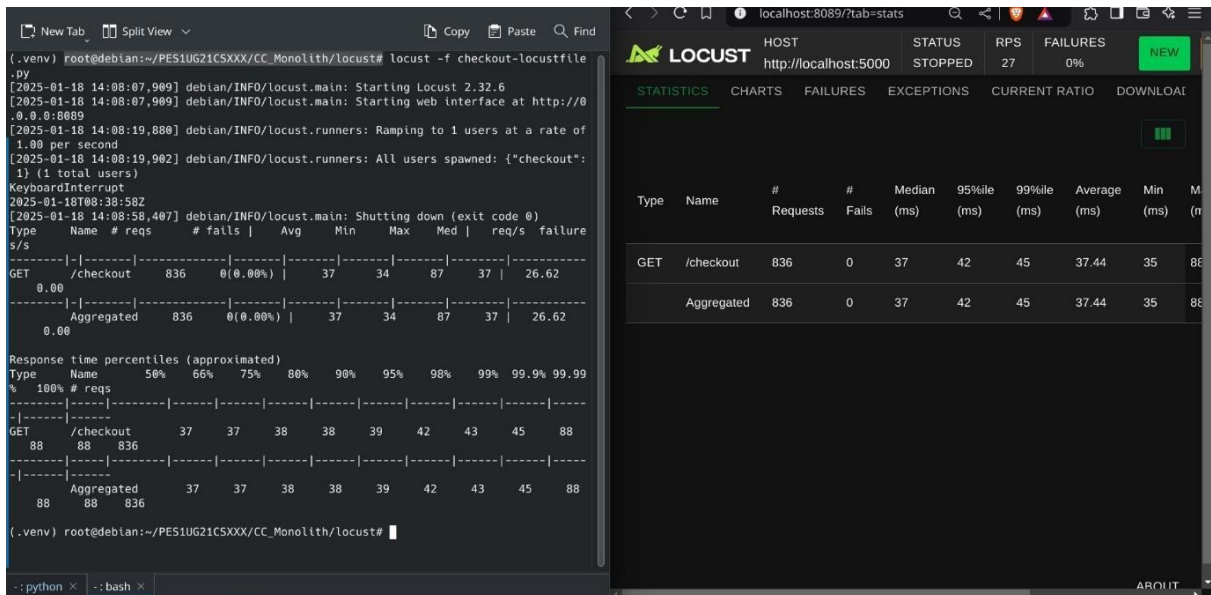 New Tab Split View Copy Paste Find
(.venv) root@debian:~/PES1UG21CSXXX/CC_Monolith/locust# locust -f checkout-locustfile
.py
[2025-01-18 14:08:07,909] debian/INFO/locust.main: Starting Locust 2.32.6
[2025-01-18 14:08:07,909] debian/INFO/locust.main: Starting web interface at http://0
.0.0.0:8089
[2025-01-18 14:08:19,880] debian/INFO/locust.runners: Ramping to 1 users at a rate of
1.00 per second
[2025-01-18 14:08:19,902] debian/INFO/locust.runners: All users spawned: {"checkout":
1} (1 total users)
KeyboardInterrupt
2025-01-18T08:38:58Z
[2025-01-18 14:08:58,407] debian/INFO/locust.main: Shutting down (exit code 0)
Type Name # reqs # fails | Avg Min Max Med | req/s failure
s/s
--------|-|-------|-------------|-------|-------|-------|-------|--------|-----------
GET /checkout 836 0(0.00%) | 37 34 87 37 | 26.62
0.00
--------|-|-------|-------------|-------|-------|-------|-------|--------|-----------
Aggregated 836 0(0.00%) | 37 34 87 37 | 26.62
0.00
Response time percentiles (approximated)
Type Name 50% 66% 75% 80% 90% 95% 98% 99% 99.9% 99.99
% 100% # reqs
--------|-----|--------|------|------|------|------|------|------|------|------|-----
-|------|------
GET /checkout 37 37 38 38 39 42 43 45 88
88 88 836
--------|-----|--------|------|------|------|------|------|------|------|------|-----
-|------|------
Aggregated 37 37 38 38 39 42 43 45 88
88 88 836
(.venv) root@debian:~/PES1UG21CSXXX/CC_Monolith/locust#
-:python × -:bash ×
localhost:8089/?tab=stats
LOCUST
HOST STATUS RPS FAILURES
http://localhost:5000 STOPPED 27 0%
NEW
STATISTICS CHARTS FAILURES EXCEPTIONS CURRENT RATIO DOWNLOAD
Type Name # Requests # Fails Median (ms) 95%ile (ms) 99%ile (ms) Average (ms) Min (ms)
GET /checkout 836 0 37 42 45 37.44 35 88
Aggregated 836 0 37 42 45 37.44 35 88
ABOUT